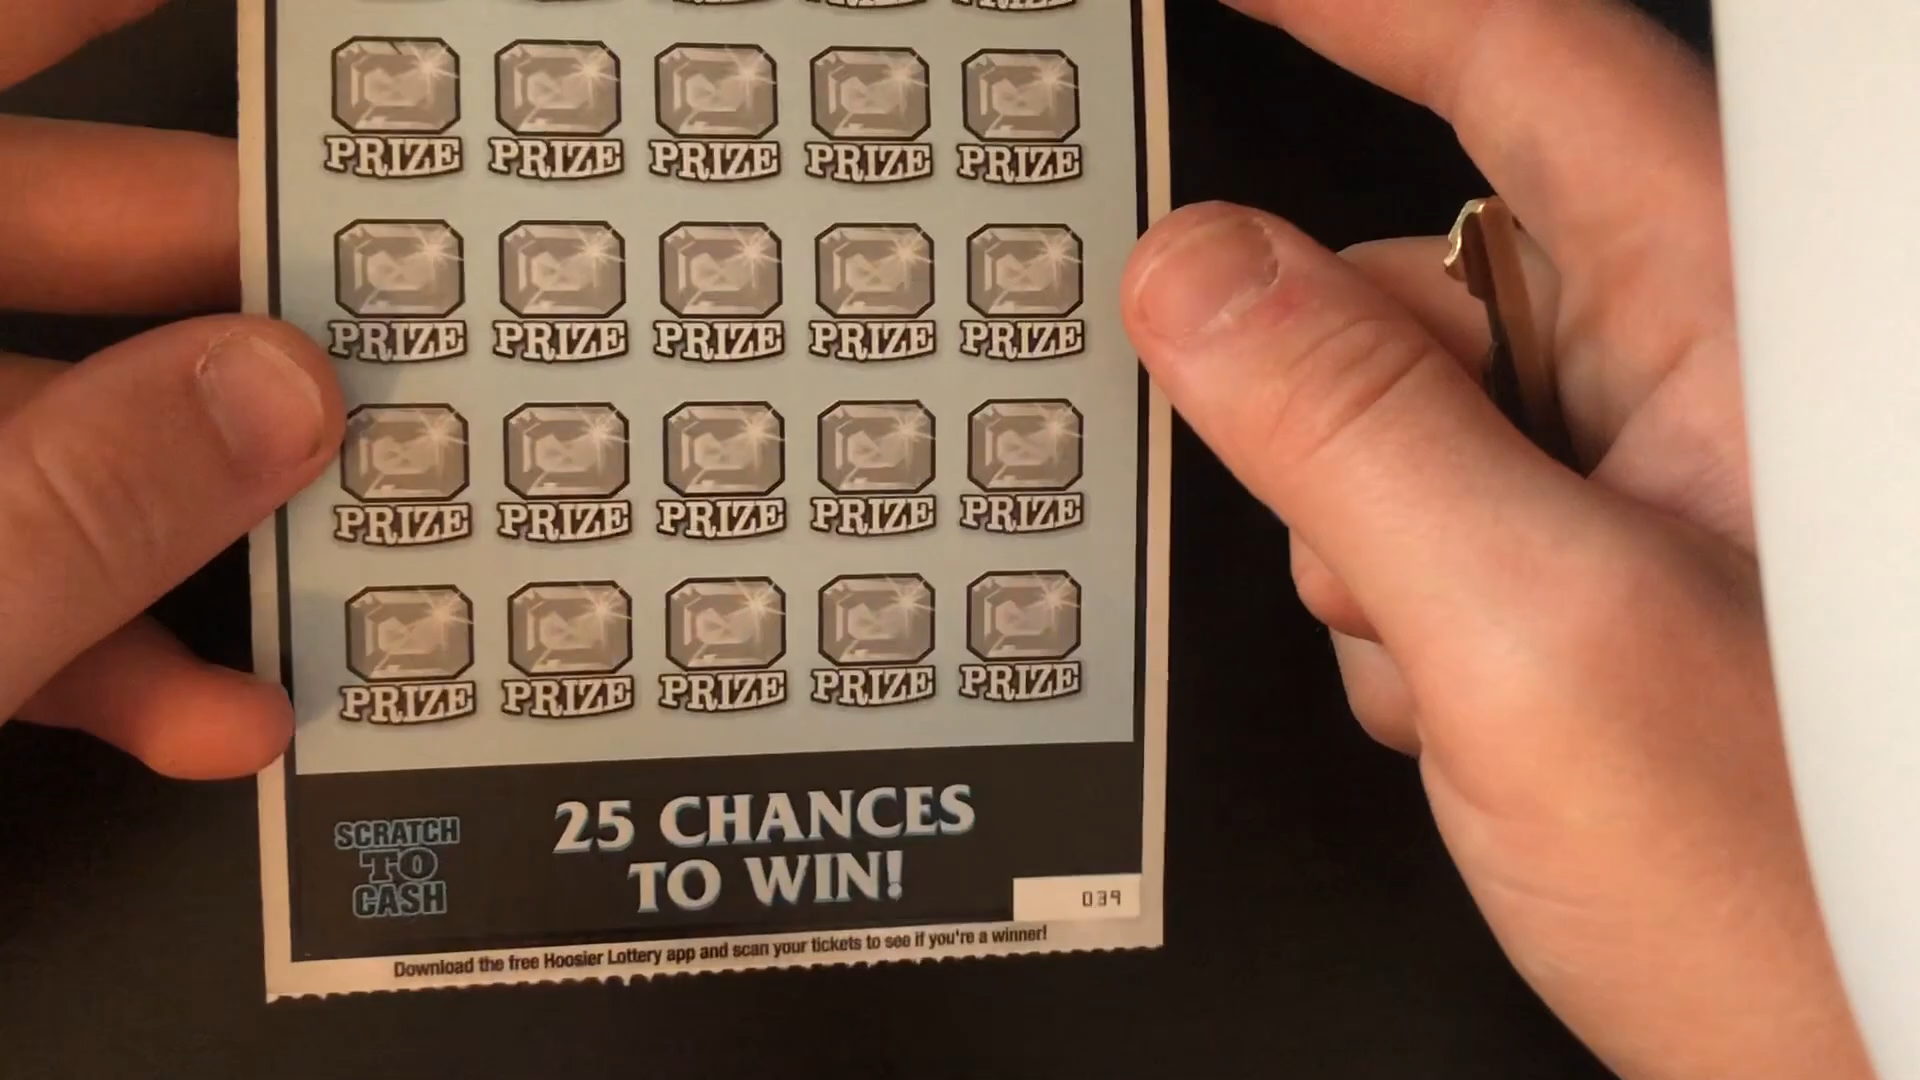 PRIZE PRIZE
PRIZE PRIZE PRIZE PRIZE PRIZE
PRIZE PRIZE PRIZE PRIZE PRIZE
PRIZE PRIZE PRIZE PRIZE PRIZE
PRIZE PRIZE PRIZE PRIZE PRIZE
SCRATCH
TO
CASH
25 CHANCES
TO WIN!
039
Download the free Hoosier Lottery app and scan your tickets to see if you're a winner!